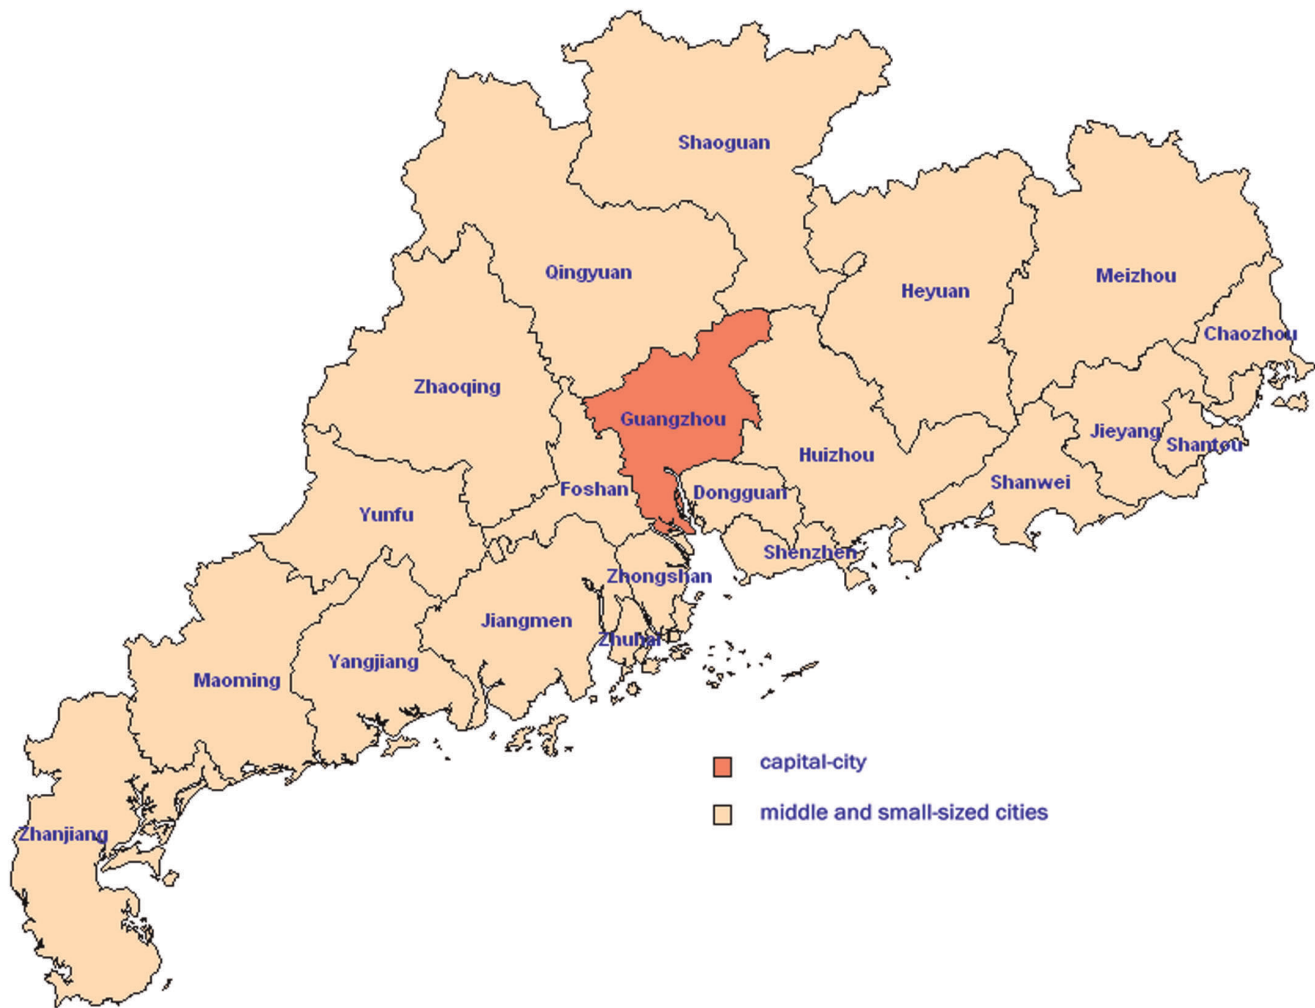 Shaoguan
Qingyuan
Heyuan
Meizhou
Chaozhou
Zhaoqing
Guangzhou
Jieyang
Shantou
Huizhou
Shanwei
Foshan
Dongguan
Yunfu
Shenzhen
Zhongshan
Jiangmen
Zhuhai
Yangjiang
Maoming
Zhanjiang
capital-city
middle and small-sized cities